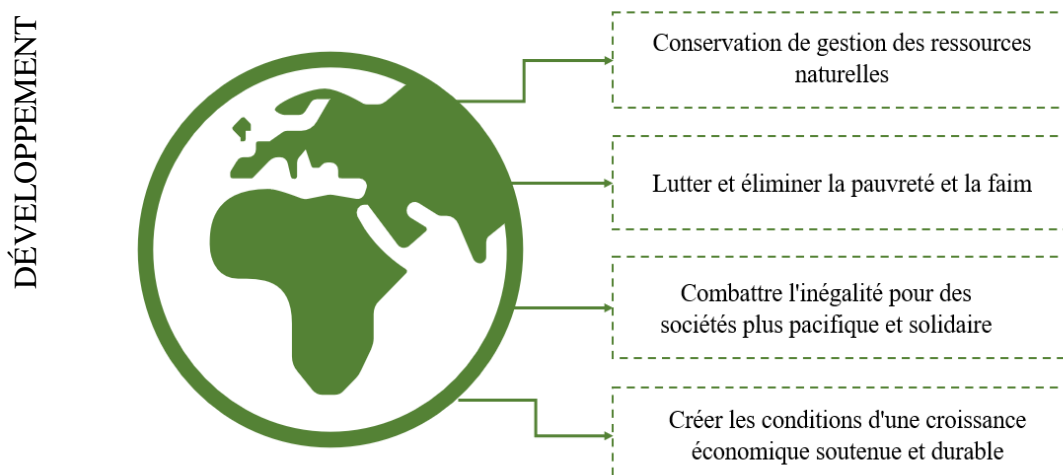 DÉVELOPPEMENT
Conservation de gestion des ressources
naturelles
Lutter et éliminer la pauvreté et la faim
Combattre l'inégalité pour des
sociétés plus pacifique et solidaire
Créer les conditions d'une croissance
économique soutenue et durable